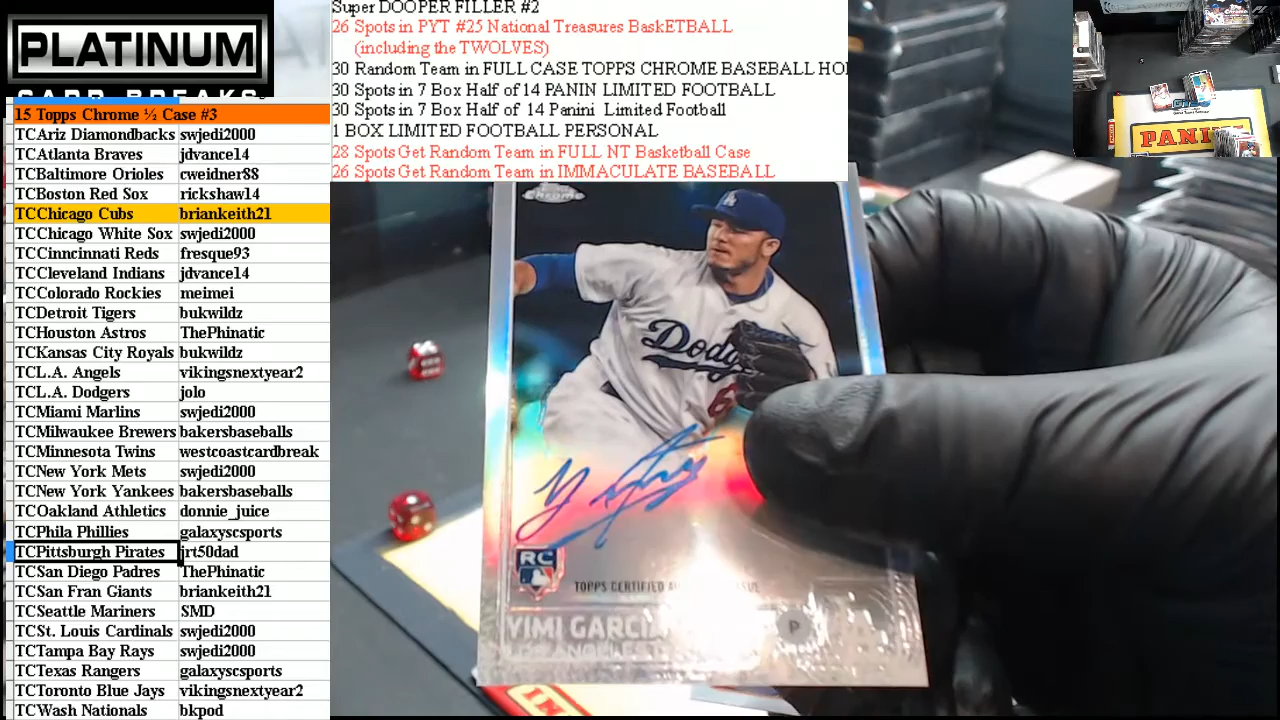 PLATINUM
CARD BREAKS
15 Topps Chrome ½ Case #3
TCAriz Diamondbacks swjedi2000
TCAtlanta Braves jdvance14
TCBaltimore Orioles cweidner88
TCBoston Red Sox rickshaw14
TCChicago Cubs briankeith21
TCChicago White Sox swjedi2000
TCCinncinnati Reds fresque93
TCCleveland Indians jdvance14
TCColorado Rockies meimei
TCDetroit Tigers bukwildz
TCHouston Astros ThePhinatic
TCKansas City Royals bukwildz
TCL.A. Angels vikingsnextyear2
TCL.A. Dodgers jolo
TCMiami Marlins swjedi2000
TCMilwaukee Brewers bakersbaseballs
TCMinnesota Twins westcoastcardbreak
TCNew York Mets swjedi2000
TCNew York Yankees bakersbaseballs
TCOakland Athletics donnie_juice
TCPhila Phillies galaxyscsports
TCPittsburgh Pirates jrt50dad
TCSan Diego Padres ThePhinatic
TCSan Fran Giants briankeith21
TCSeattle Mariners SMD
TCSt. Louis Cardinals swjedi2000
TCTampa Bay Rays swjedi2000
TCTexas Rangers galaxyscsports
TCToronto Blue Jays vikingsnextyear2
TCWash Nationals bkpod
Super DOOPER FILLER #2
26 Spots in PYT #25 National Treasures BaskETBALL
(including the TWOLVES)
30 Random Team in FULL CASE TOPPS CHROME BASEBALL HO
30 Spots in 7 Box Half of 14 PANIN LIMITED FOOTBALL
30 Spots in 7 Box Half of 14 Panini Limited Football
1 BOX LIMITED FOOTBALL PERSONAL
28 Spots Get Random Team in FULL NT Basketball Case
26 Spots Get Random Team in IMMACULATE BASEBALL
Chrome
LA
Dodg
6
RC
TOPPS CERTIFIED
YIMI GARCIA
P
LOS ANGELES
PANINI